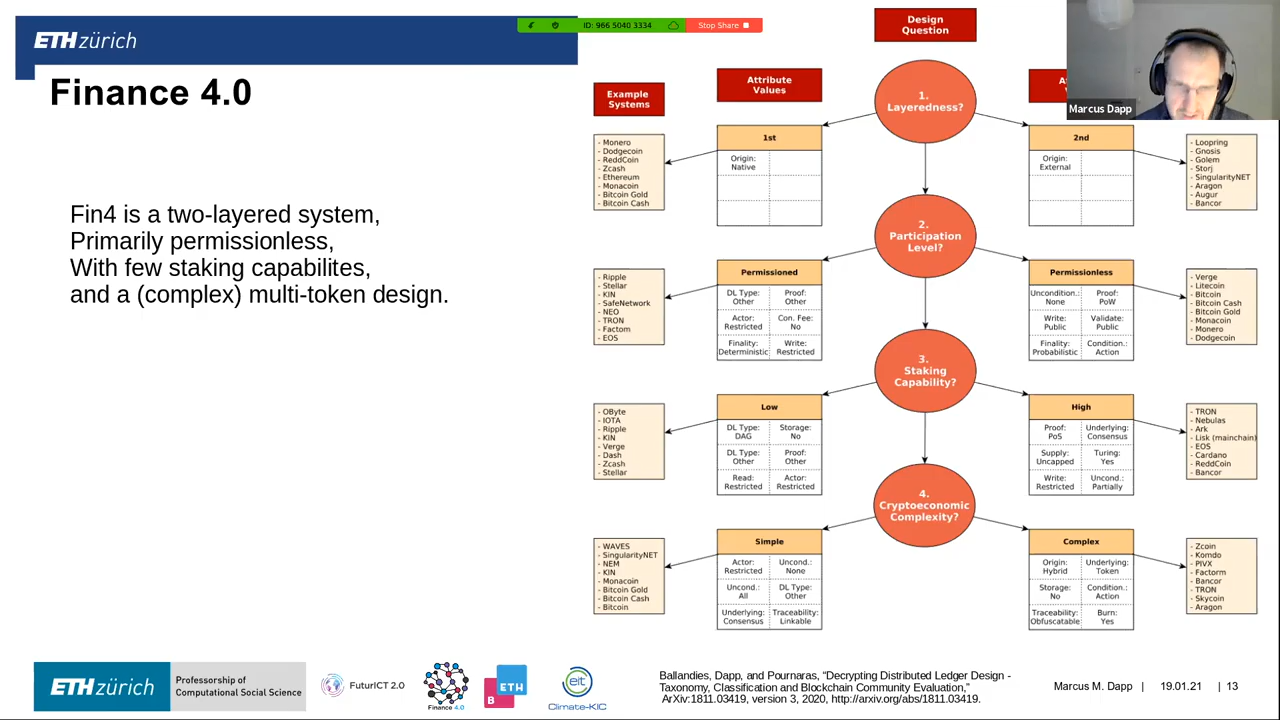 ID: 966 5040 3334
Stop Share
ETH zürich
Finance 4.0
Fin4 is a two-layered system,
Primarily permissionless,
With few staking capabilites,
and a (complex) multi-token design.
Design
Question
Example
Systems
Attribute
Values
Marcus Dapp
1.
Layeredness?
- Monero
- Dodgecoin
- ReddCoin
- Zcash
- Ethereum
- Monacoin
- Bitcoin Gold
- Bitcoin Cash
1st
Origin:
Native
2nd
Origin:
External
- Loopring
- Gnosis
- Golem
- Storj
- SingularityNET
- Aragon
- Augur
- Bancor
2.
Participation
Level?
- Ripple
- Stellar
- KIN
- SafeNetwork
- NEO
- TRON
- Factom
- EOS
Permissioned
DL Type: Proof:
Other Other
Actor: Con. Fee:
Restricted No
Finality: Write:
Deterministic Restricted
Permissionless
Uncondition.: Proof:
None PoW
Write: Validate:
Public Public
Finality: Condition.:
Probabilistic Action
- Verge
- Litecoin
- Bitcoin
- Bitcoin Cash
- Bitcoin Gold
- Monacoin
- Monero
- Dodgecoin
3.
Staking
Capability?
- OByte
- IOTA
- Ripple
- KIN
- Verge
- Dash
- Zcash
- Stellar
Low
DL Type: Storage:
DAG No
DL Type: Proof:
Other Other
Read: Actor:
Restricted Restricted
High
Proof: Underlying:
PoS Consensus
Supply: Turing:
Uncapped Yes
Write: Uncond.:
Restricted Partially
- TRON
- Nebulas
- Ark
- Lisk (mainchain)
- EOS
- Cardano
- ReddCoin
- Bancor
4.
Cryptoeconomic
Complexity?
- WAVES
- SingularityNET
- NEM
- KIN
- Monacoin
- Bitcoin Gold
- Bitcoin Cash
- Bitcoin
Simple
Actor: Uncond.:
Restricted None
Uncond.: DL Type:
All Other
Underlying: Traceability:
Consensus Linkable
Complex
Origin: Underlying:
Hybrid Token
Storage: Condition.:
No Action
Traceability: Burn:
Obfuscatable Yes
- Zcoin
- Komdo
- PIVX
- Factorm
- Bancor
- TRON
- Skycoin
- Aragon
ETH zürich
Professorship of
Computational Social Science
FuturICT 2.0
Finance 4.0
B ETH
eit
Climate-KIC
Ballandies, Dapp, and Pournaras, “Decrypting Distributed Ledger Design -
Taxonomy, Classification and Blockchain Community Evaluation,”
ArXiv:1811.03419, version 3, 2020, http://arxiv.org/abs/1811.03419.
Marcus M. Dapp | 19.01.21 | 13